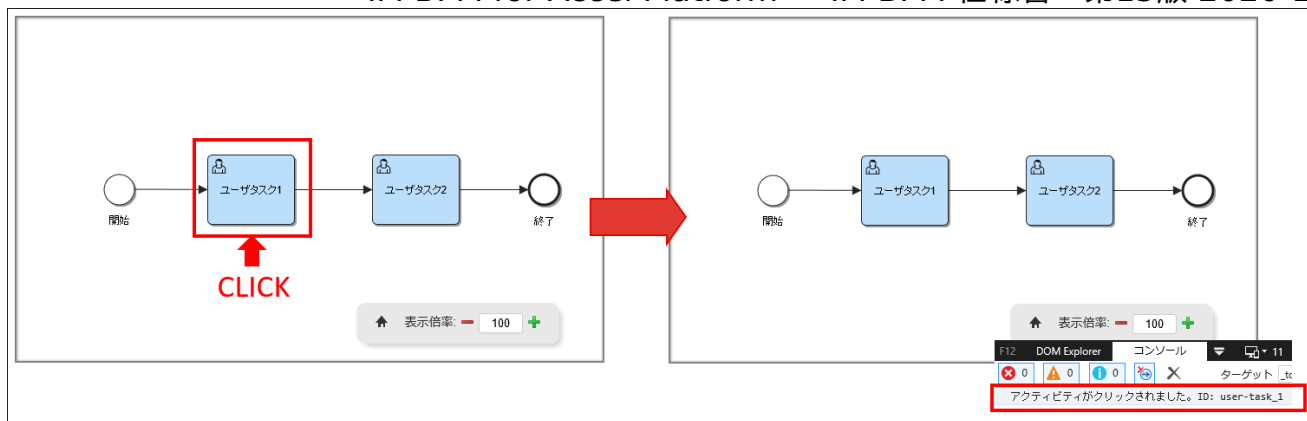 ユーザタスク1
ユーザタスク2
開始
終了
CLICK
表示倍率:
100
ユーザタスク1
ユーザタスク2
開始
終了
表示倍率:
100
F12 DOM Explorer コンソール 11
0 0 0 ターゲット
アクティビティがクリックされました。ID: user-task_1